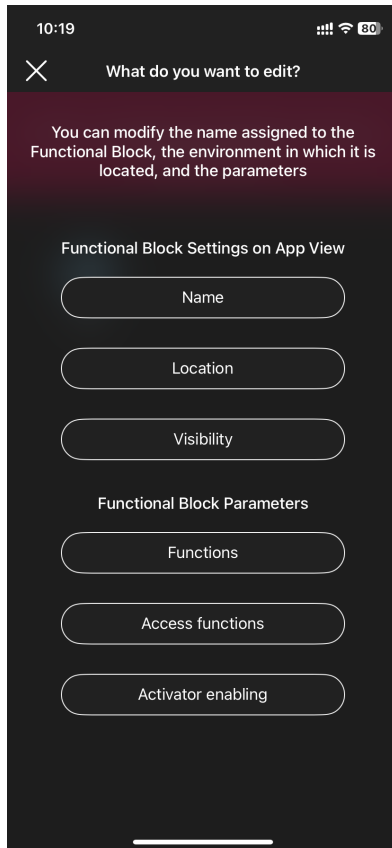 10:19
80
What do you want to edit?
You can modify the name assigned to the
Functional Block, the environment in which it is
located, and the parameters
Functional Block Settings on App View
Name
Location
Visibility
Functional Block Parameters
Functions
Access functions
Activator enabling